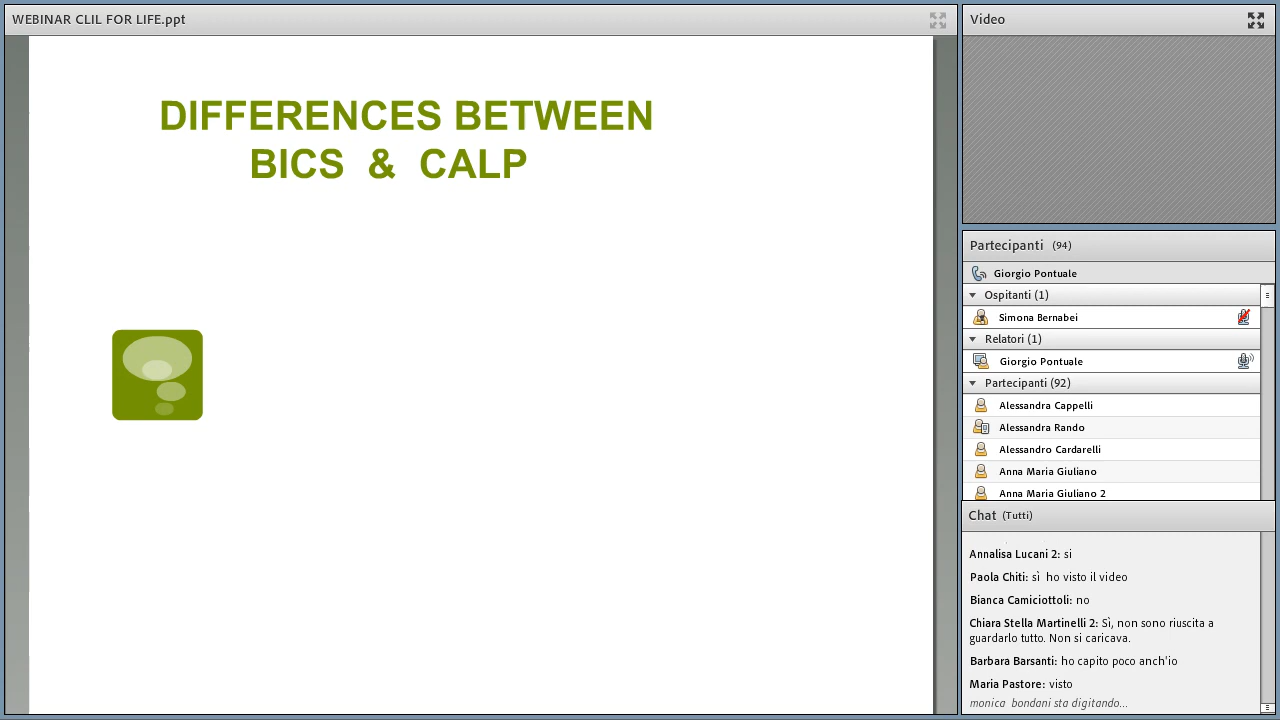 WEBINAR CLIL FOR LIFE.ppt
DIFFERENCES BETWEEN
BICS & CALP
Video
Partecipanti (94)
Giorgio Pontuale
Ospitanti (1)
Simona Bernabei
Relatori (1)
Giorgio Pontuale
Partecipanti (92)
Alessandra Cappelli
Alessandra Rando
Alessandro Cardarelli
Anna Maria Giuliano
Anna Maria Giuliano 2
Chat (Tutti)
Annalisa Lucani 2: si
Paola Chiti: sì ho visto il video
Bianca Camiciottoli: no
Chiara Stella Martinelli 2: Sì, non sono riuscita a
guardarlo tutto. Non si caricava.
Barbara Barsanti: ho capito poco anch'io
Maria Pastore: visto
monica bondani sta digitando...